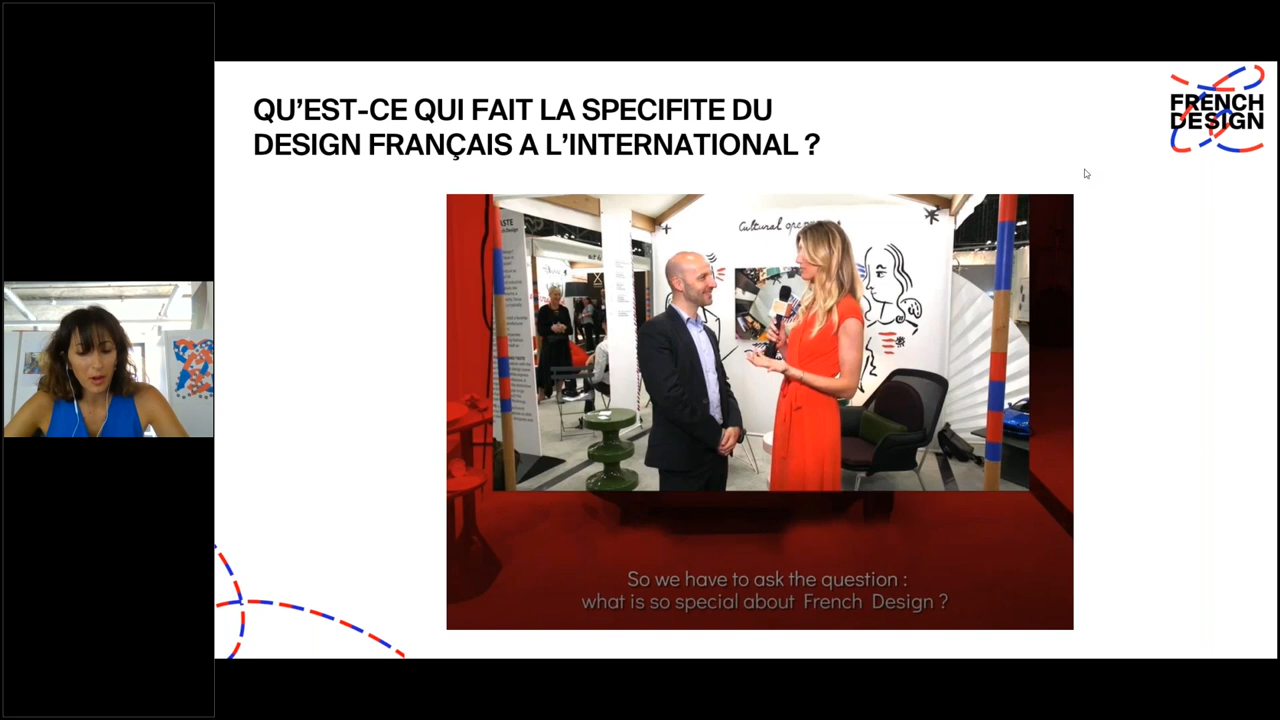 QU’EST-CE QUI FAIT LA SPECIFITE DU
DESIGN FRANÇAIS A L’INTERNATIONAL ?
FRENCH
DESIGN
Cultural
So we have to ask the question :
what is so special about French Design ?